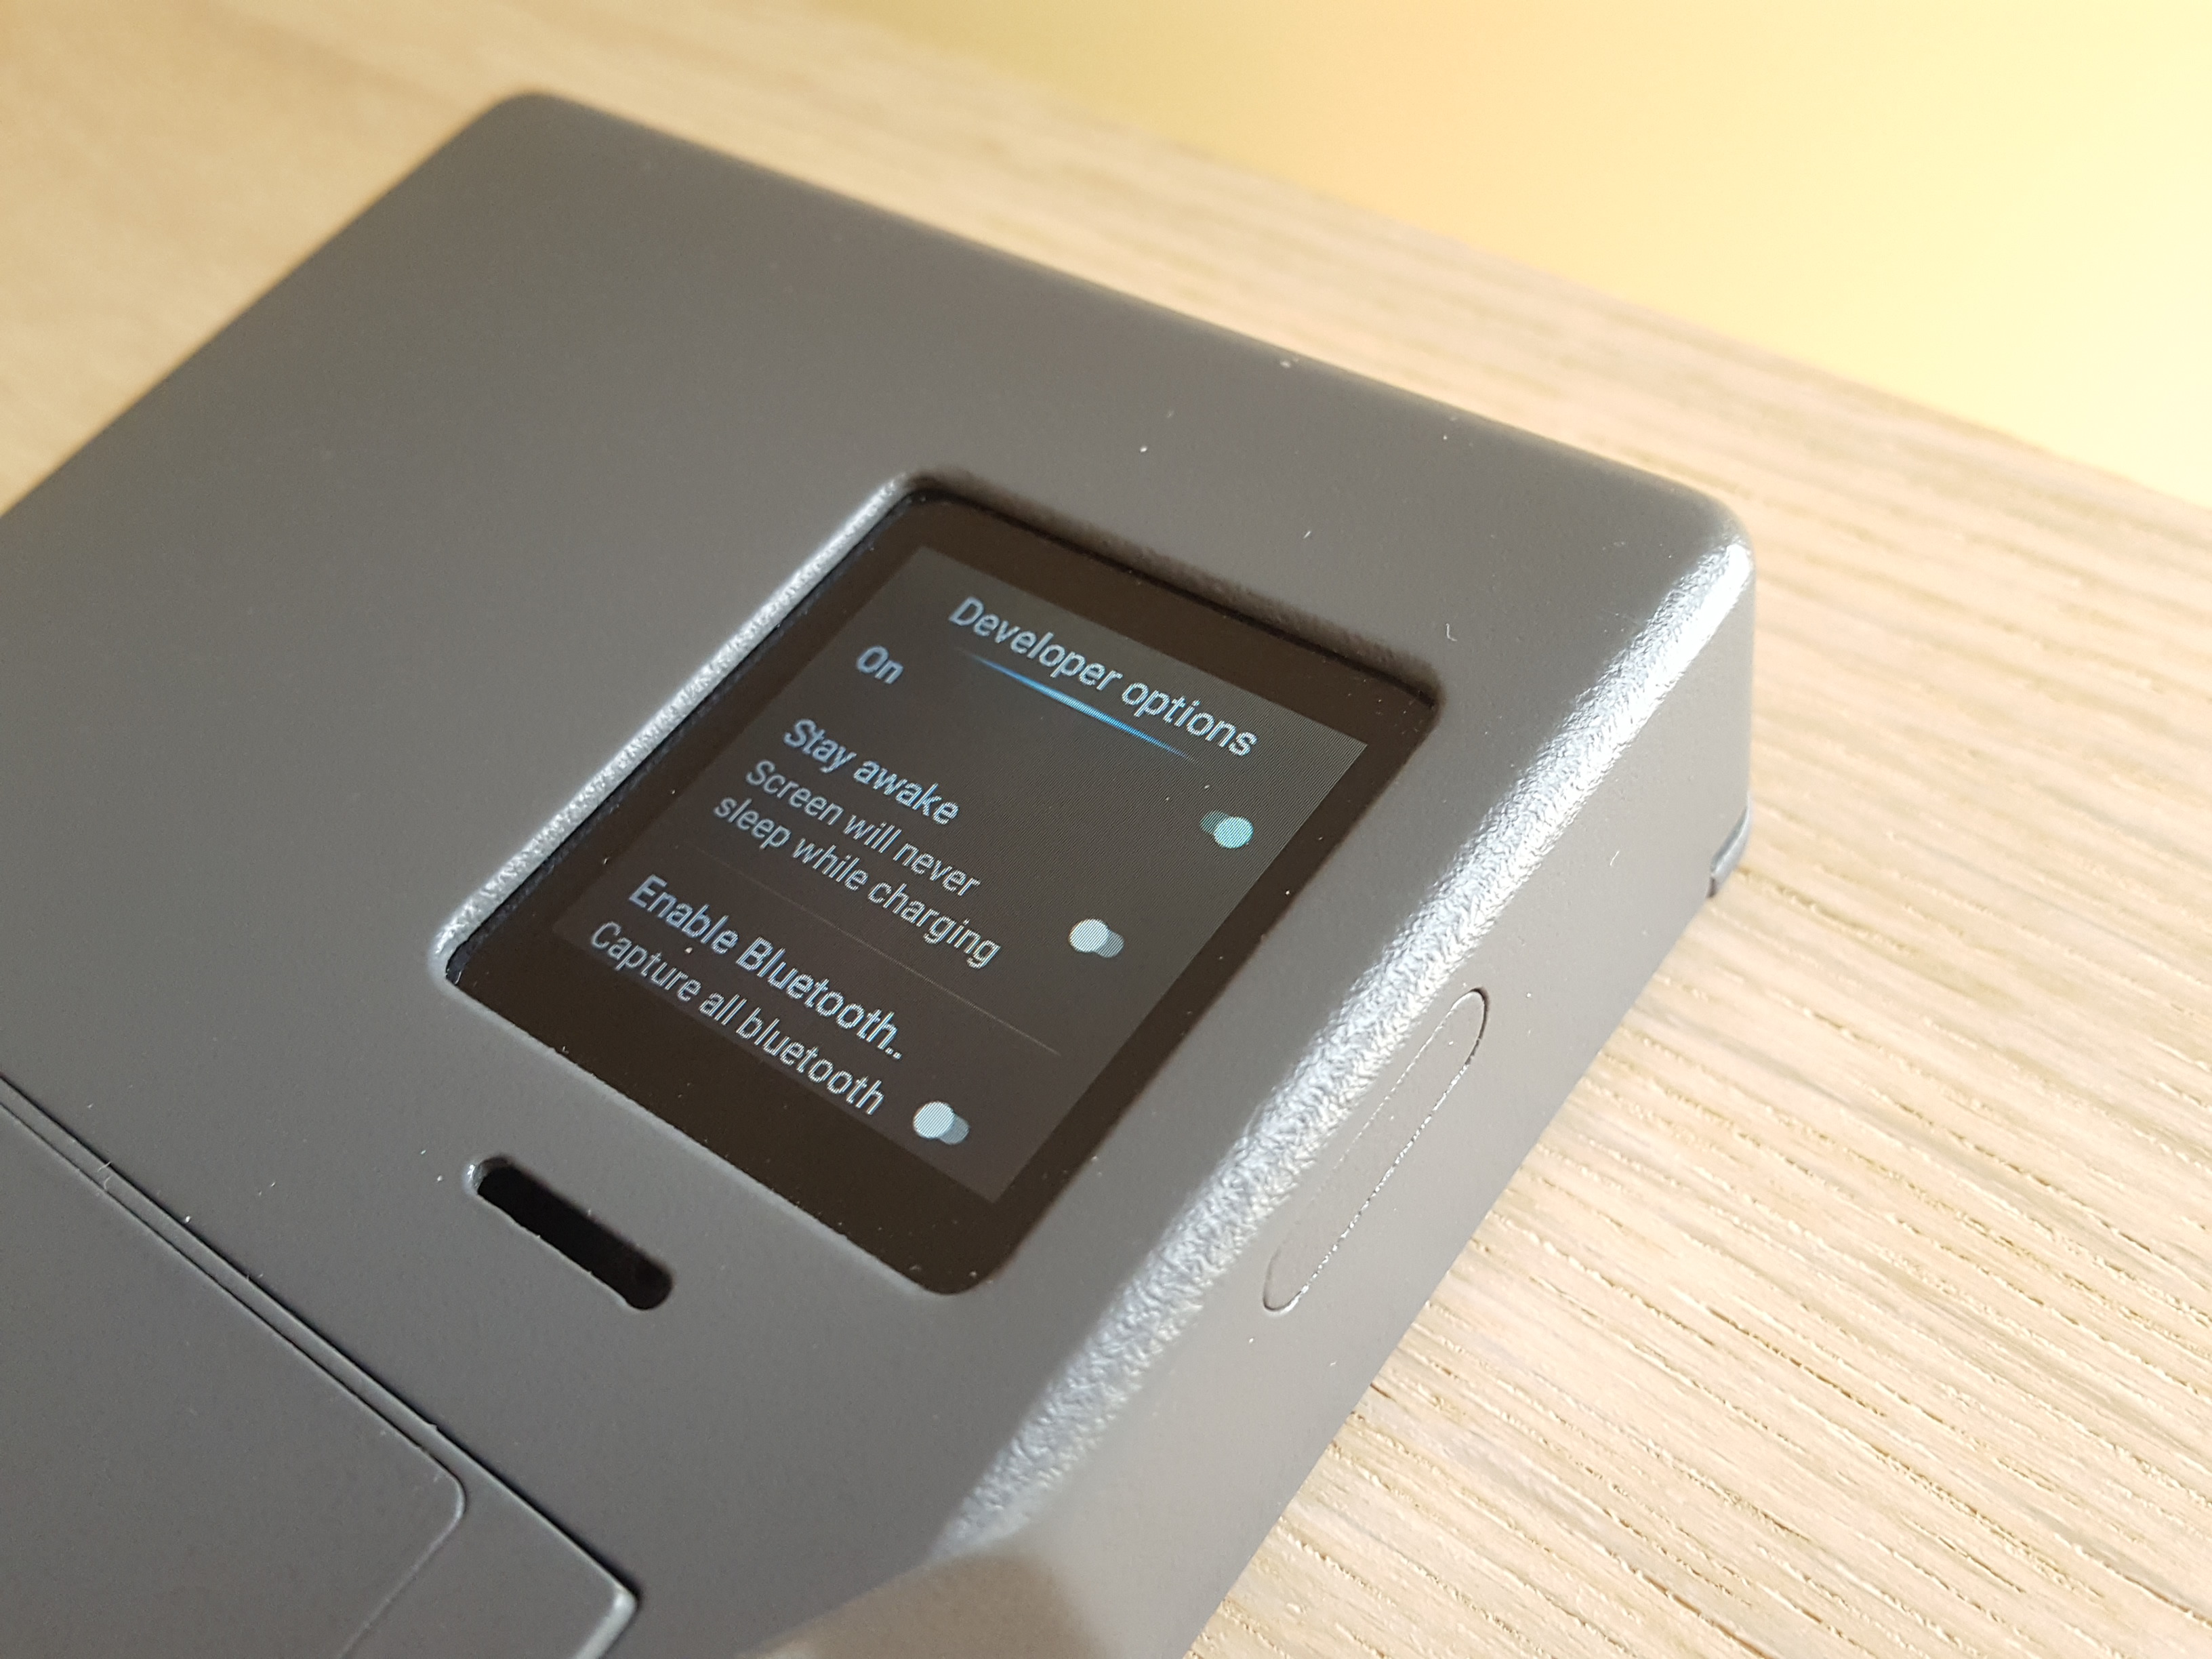 Developer options
On
Stay awake
Screen will never
sleep while charging
Enable Bluetooth..
Capture all bluetooth